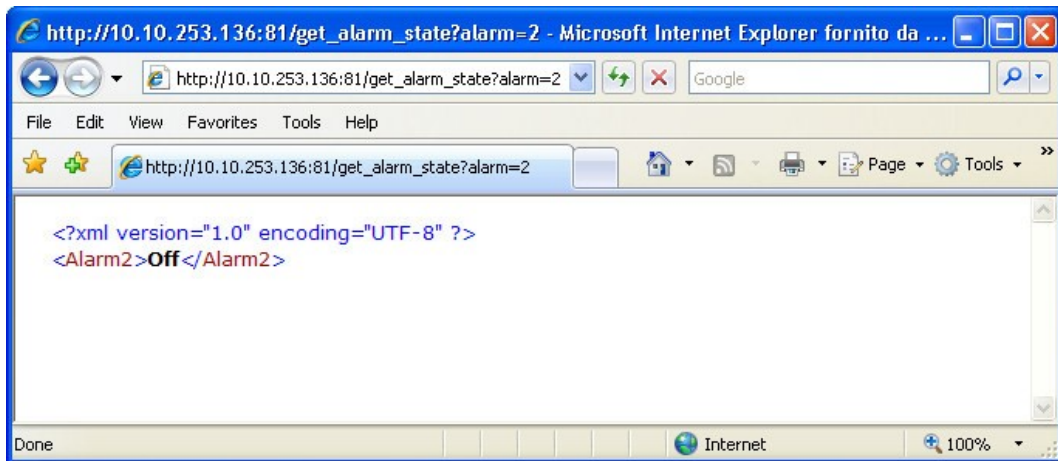 http://10.10.253.136:81/get_alarm_state?alarm=2 - Microsoft Internet Explorer fornito da ...
http://10.10.253.136:81/get_alarm_state?alarm=2 Google
File Edit View Favorites Tools Help
http://10.10.253.136:81/get_alarm_state?alarm=2 Page Tools »
<?xml version="1.0" encoding="UTF-8" ?>
<Alarm2>Off</Alarm2>
Done Internet 100%